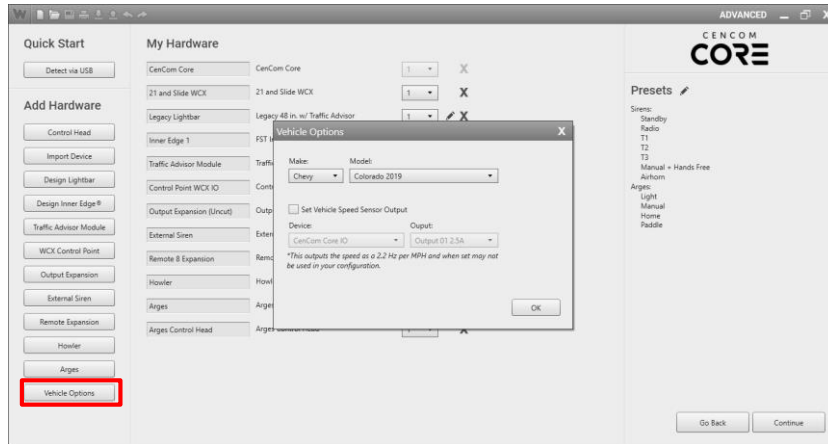 ADVANCED
Quick Start
Detect via USB
Add Hardware
Control Head
Import Device
Design Lightbar
Design Inner Edge®
Traffic Advisor Module
WCX Control Point
Output Expansion
External Siren
Remote Expansion
Howler
Arges
Vehicle Options
My Hardware
CenCom Core CenCom Core 1 X
21 and Slide WCX 21 and Slide WCX 1 X
Legacy Lightbar Legacy 48 in. w/ Traffic Advisor 1 X
Inner Edge 1 FST
Traffic Advisor Module
Control Point WCX IO
Output Expansion (Uncut)
External Siren
Remote 8 Expansion
Howler
Arges
Arges Control Head
Vehicle Options X
Make: Model:
Chevy Colorado 2019
Set Vehicle Speed Sensor Output
Device: Ouput:
CenCom Core IO Output 01 2.5A
*This outputs the speed as a 2.2 Hz per MPH and when set may not
be used in your configuration.
OK
CENCOM
CORE
Presets
Sirens:
Standby
Radio
T1
T2
T3
Manual + Hands Free
Airhorn
Arges:
Light
Manual
Home
Paddle
Go Back Continue